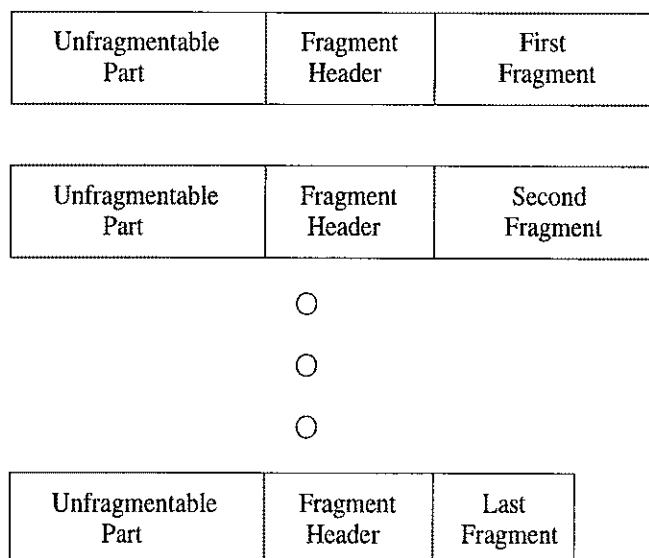 Unfragmentable Fragment First
Part Header Fragment
Unfragmentable Fragment Second
Part Header Fragment
Unfragmentable Fragment Last
Part Header Fragment